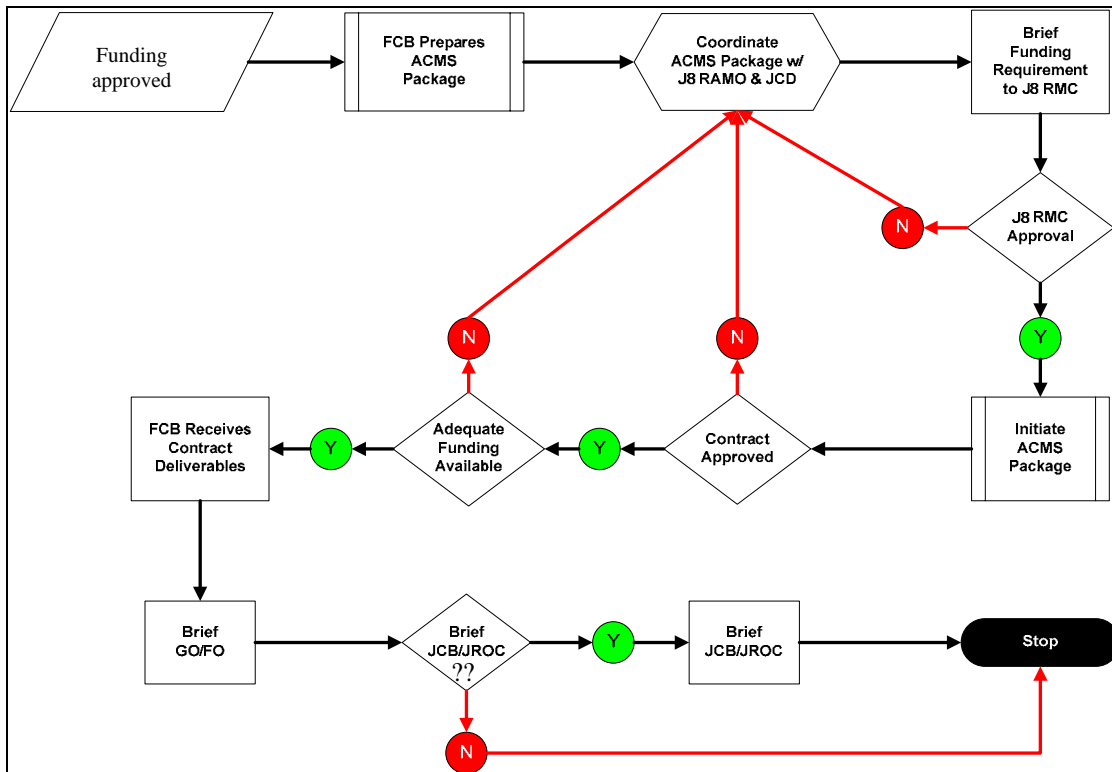 Funding
approved
FCB Prepares
ACMS
Package
Coordinate
ACMS Package w/
J8 RAMO & JCD
Brief
Funding
Requirement
to J8 RMC
J8 RMC
Approval
N
Y
Initiate
ACMS
Package
Contract
Approved
N
Y
Adequate
Funding
Available
N
Y
FCB Receives
Contract
Deliverables
Brief
GO/FO
Brief
JCB/JROC
??
Y
N
Brief
JCB/JROC
Stop